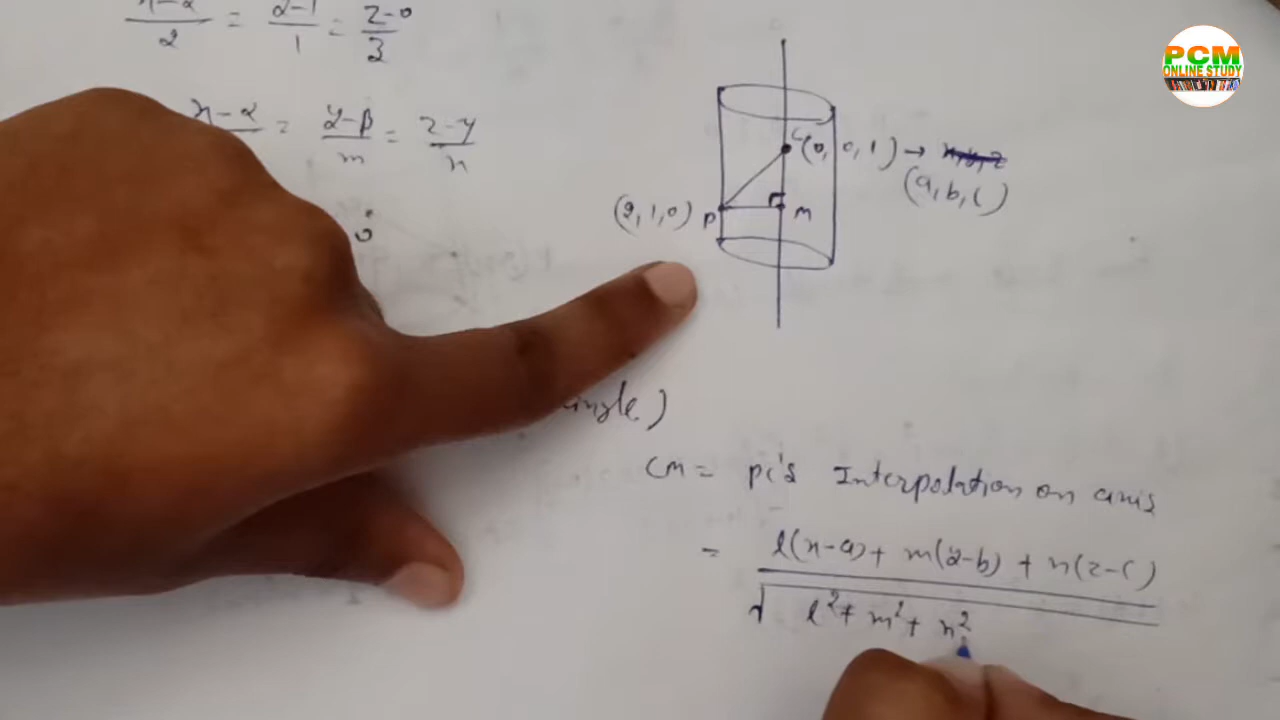 PCM
ONLINE STUDY
x-2/2 = y-1/1 = z-0/3
x-α = y-β/m = z-γ/n
C(0, 0, 1) →
(a, b, c)
(2, 1, 0) P
M
CM = pc's Interpolation on axis
= l(x-a) + m(y-b) + n(z-c)
√ l²+ m²+ n²